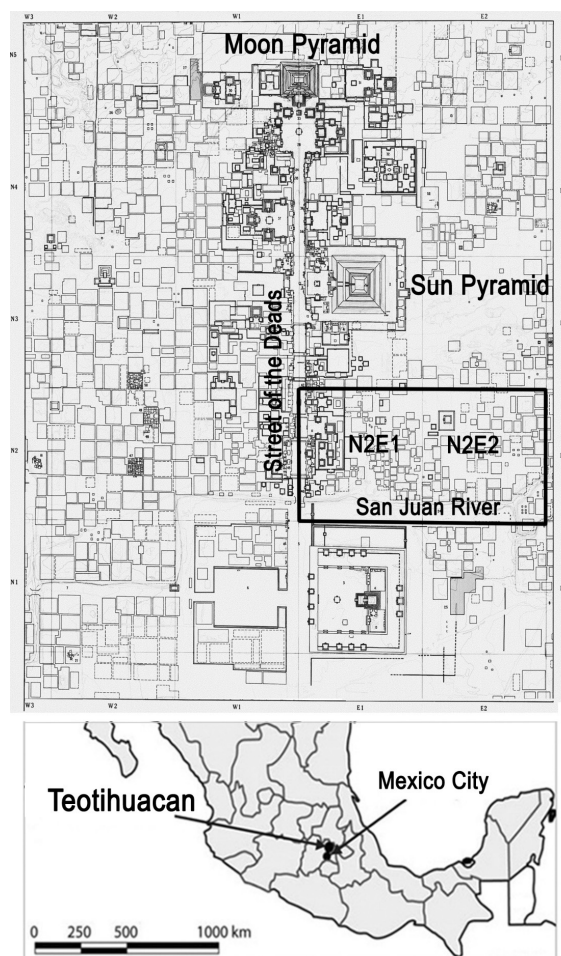 W3 W2 W1 E1 E2
N5
Moon Pyramid
N4
Sun Pyramid
N3
Street of the Deads
N2
N2E1 N2E2
San Juan River
N1
W3 W2 W1 E1 E2
Teotihuacan
Mexico City
0 250 500 1000 km